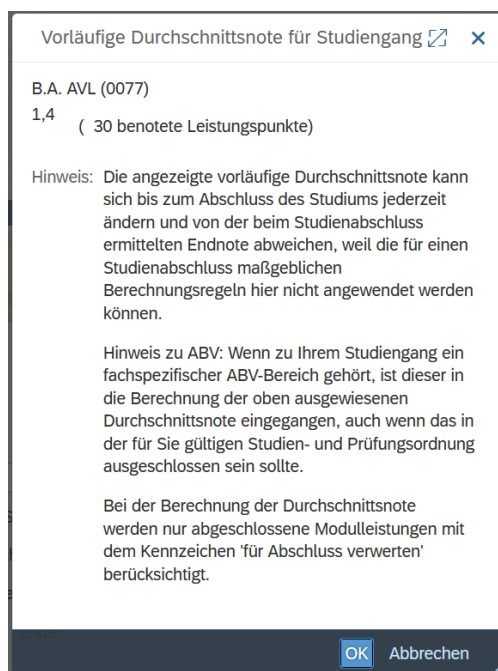 Vorläufige Durchschnittsnote für Studiengang
B.A. AVL (0077)
1,4
( 30 benotete Leistungspunkte)
Hinweis: Die angezeigte vorläufige Durchschnittsnote kann
sich bis zum Abschluss des Studiums jederzeit
ändern und von der beim Studienabschluss
ermittelten Endnote abweichen, weil die für einen
Studienabschluss maßgeblichen
Berechnungsregeln hier nicht angewendet werden
können.
Hinweis zu ABV: Wenn zu Ihrem Studiengang ein
fachspezifischer ABV-Bereich gehört, ist dieser in
die Berechnung der oben ausgewiesenen
Durchschnittsnote eingegangen, auch wenn das in
der für Sie gültigen Studien- und Prüfungsordnung
ausgeschlossen sein sollte.
Bei der Berechnung der Durchschnittsnote
werden nur abgeschlossene Modulleistungen mit
dem Kennzeichen 'für Abschluss verwerten'
berücksichtigt.
OK Abbrechen